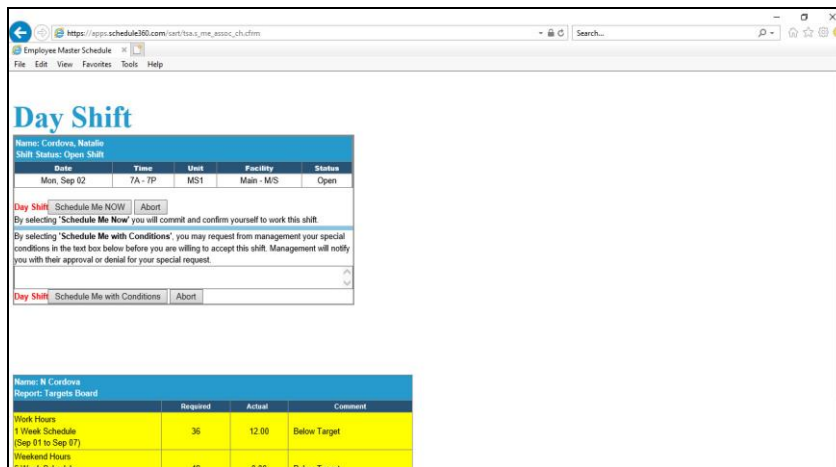 https://apps.schedule360.com/sart/tsa.s_me_assoc_ch.cfm
Search...
Employee Master Schedule
File Edit View Favorites Tools Help
Day Shift
Name: Cordova, Natalie
Shift Status: Open Shift
Date Time Unit Facility Status
Mon, Sep 02 7A - 7P MS1 Main - M/S Open
Day Shift Schedule Me NOW Abort
By selecting 'Schedule Me Now' you will commit and confirm yourself to work this shift.
By selecting 'Schedule Me with Conditions', you may request from management your special
conditions in the text box below before you are willing to accept this shift. Management will notify
you with their approval or denial for your special request.
Day Shift Schedule Me with Conditions Abort
Name: N Cordova
Report: Targets Board
Required Actual Comment
Work Hours
1 Week Schedule 36 12.00 Below Target
(Sep 01 to Sep 07)
Weekend Hours